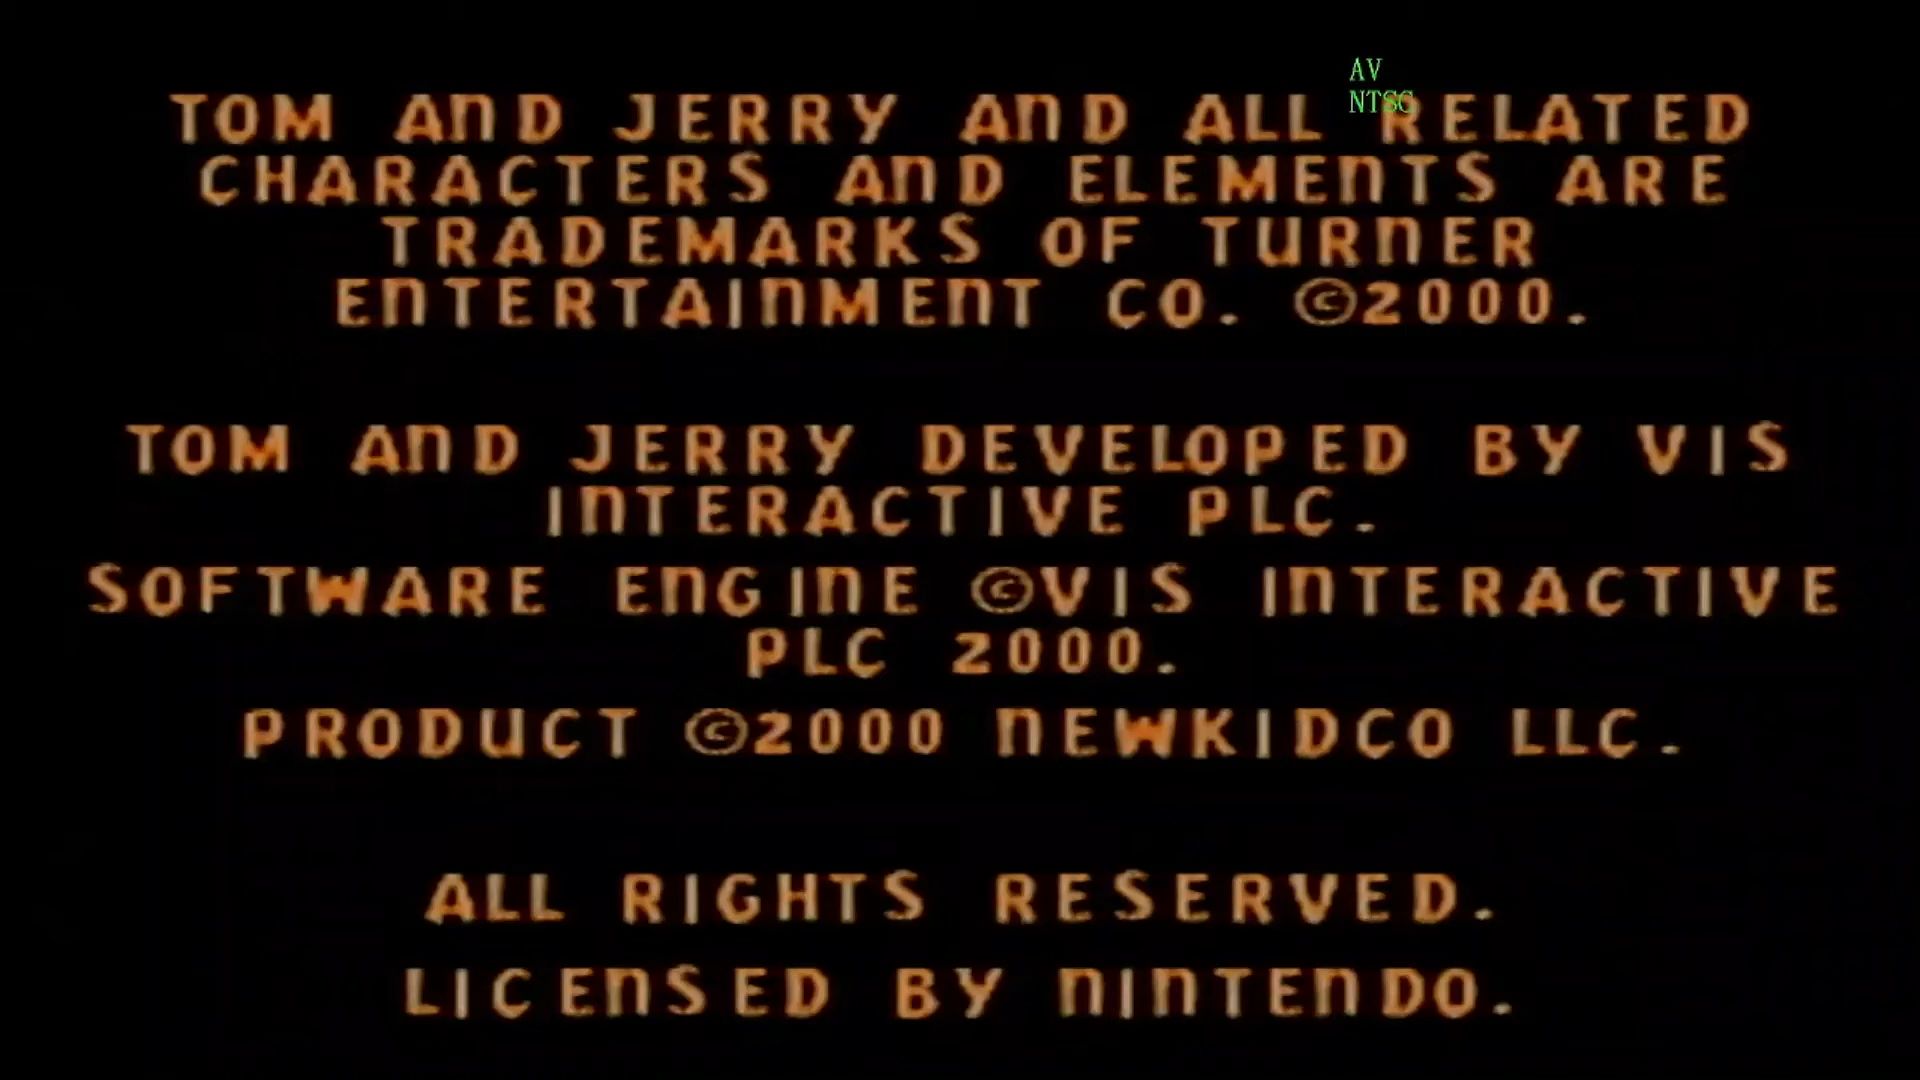 AV
NTSC
TOM AND JERRY AND ALL RELATED
CHARACTERS AND ELEMENTS ARE
TRADEMARKS OF TURNER
ENTERTAINMENT CO. ©2000.
TOM AND JERRY DEVELOPED BY VIS
INTERACTIVE PLC.
SOFTWARE ENGINE ©VIS INTERACTIVE
PLC 2000.
PRODUCT ©2000 NEWKIDCO LLC.
ALL RIGHTS RESERVED.
LICENSED BY NINTENDO.